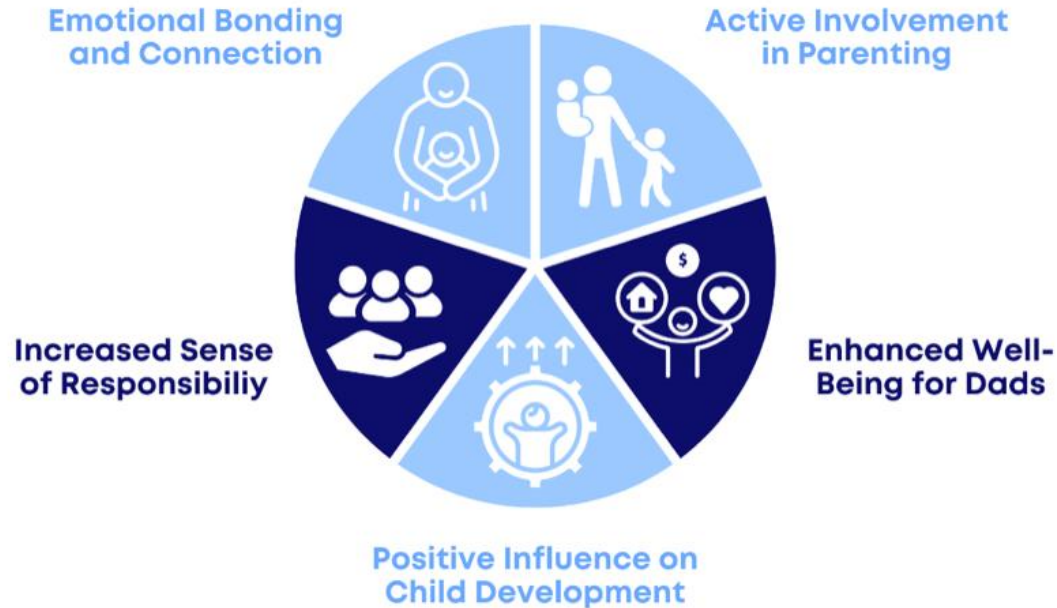 Emotional Bonding
and Connection
Active Involvement
in Parenting
$
Increased Sense
of Responsibiliy
Enhanced Well-
Being for Dads
Positive Influence on
Child Development